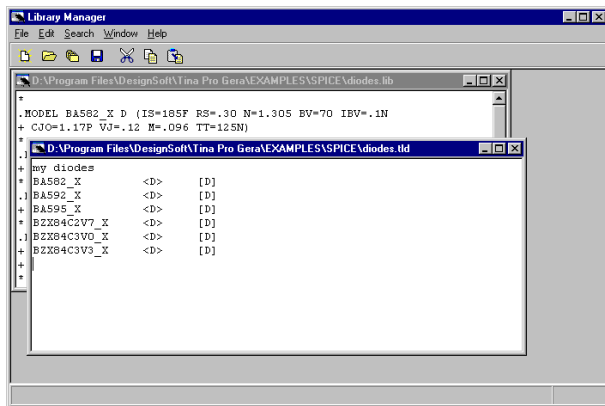 Library Manager
File Edit Search Window Help
D:\Program Files\DesignSoft\Tina Pro Gera\EXAMPLES\SPICE\diodes.lib
*
.MODEL BA582_X D (IS=185F RS=.30 N=1.305 BV=70 IBV=.1N
+ CJO=1.17P VJ=.12 M=.096 TT=125N)
*
D:\Program Files\DesignSoft\Tina Pro Gera\EXAMPLES\SPICE\diodes.tld
my diodes
BA582_X <D> [D]
BA592_X <D> [D]
BA595_X <D> [D]
BZX84C2V7_X <D> [D]
BZX84C3V0_X <D> [D]
BZX84C3V3_X <D> [D]